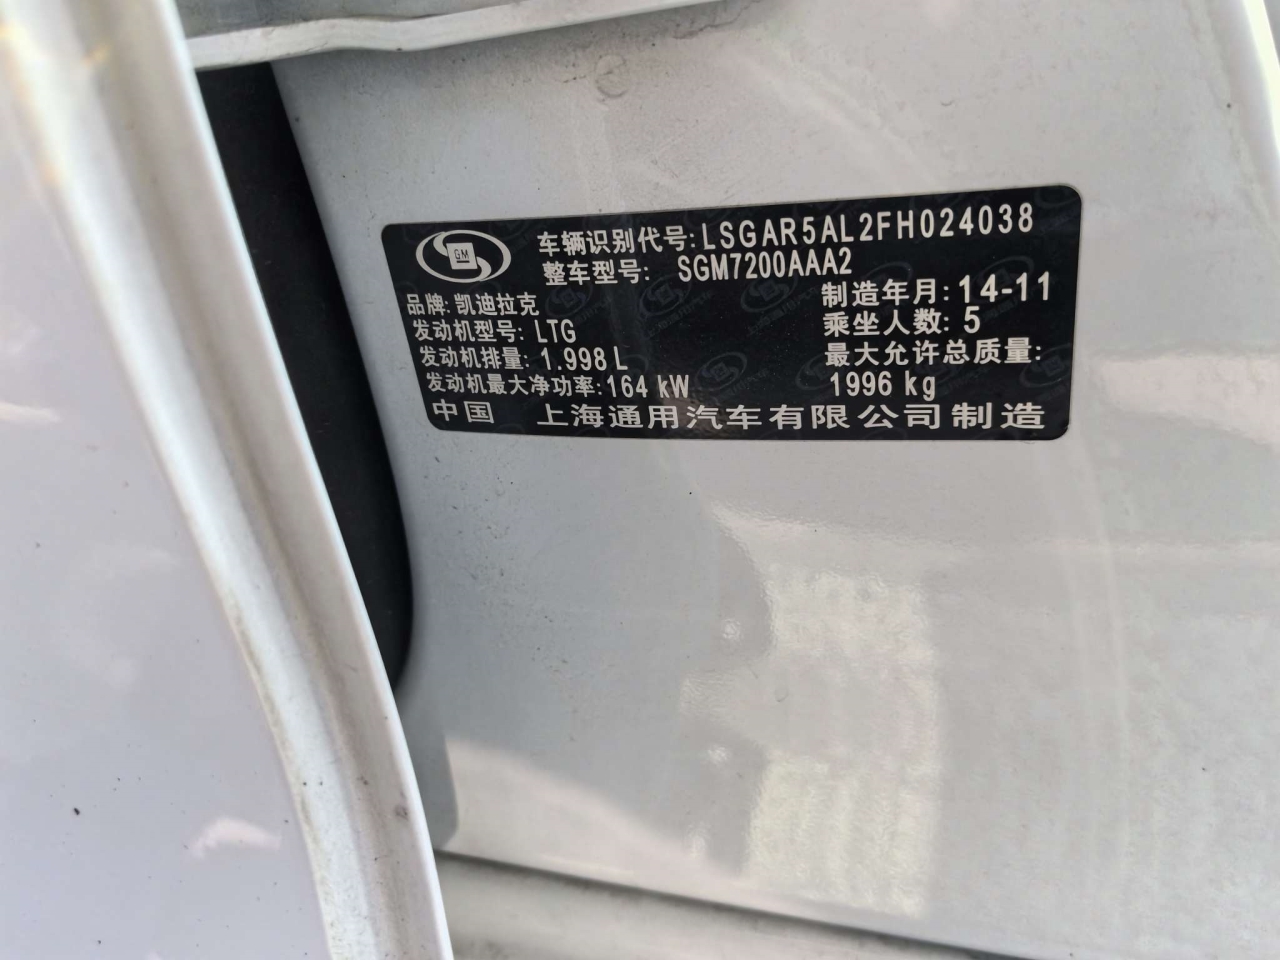 GM
车辆识别代号:LSGAR5AL2FH024038
整车型号: SGM7200AAA2
品牌:凯迪拉克
制造年月:14-11
发动机型号:LTG
乘坐人数:5
发动机排量:1.998L
最大允许总质量:
发动机最大净功率:164 kW
1996 kg
中国 上海通用汽车有限公司制造